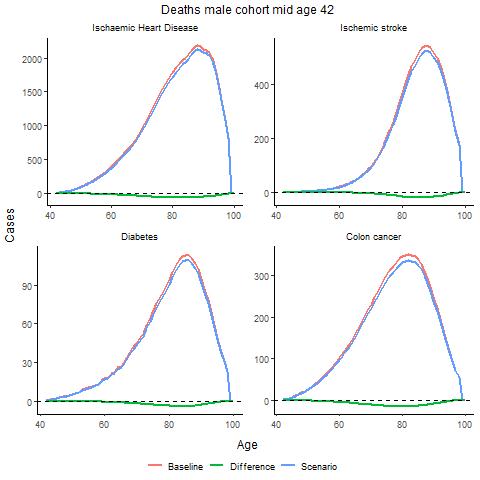 Deaths male cohort mid age 42
Ischaemic Heart Disease
Ischemic stroke
2000
1500
1000
500
0
40 60 80 100
400
200
0
40 60 80 100
Cases
Diabetes
Colon cancer
90
60
30
0
40 60 80 100
300
200
100
0
40 60 80 100
Age
Baseline Difference Scenario